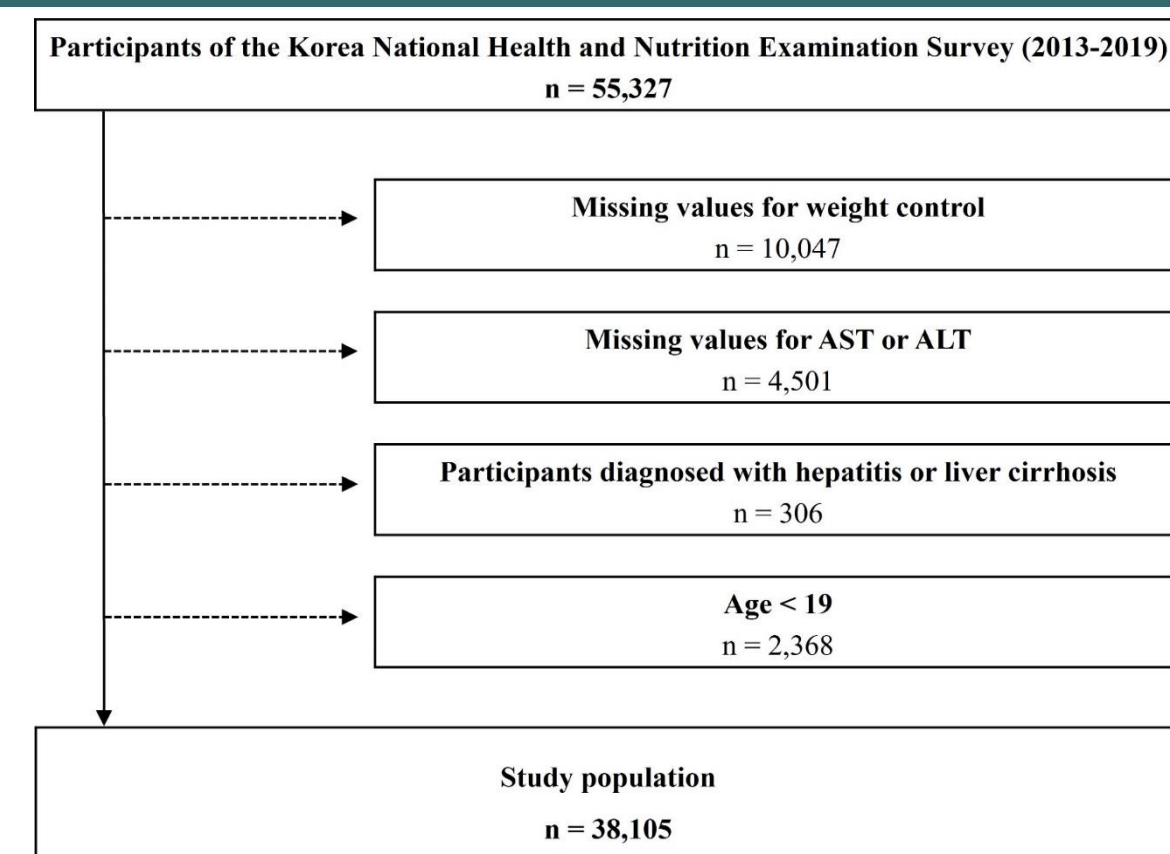 Participants of the Korea National Health and Nutrition Examination Survey (2013-2019)
n = 55,327
Missing values for weight control
n = 10,047
Missing values for AST or ALT
n = 4,501
Participants diagnosed with hepatitis or liver cirrhosis
n = 306
Age < 19
n = 2,368
Study population
n = 38,105